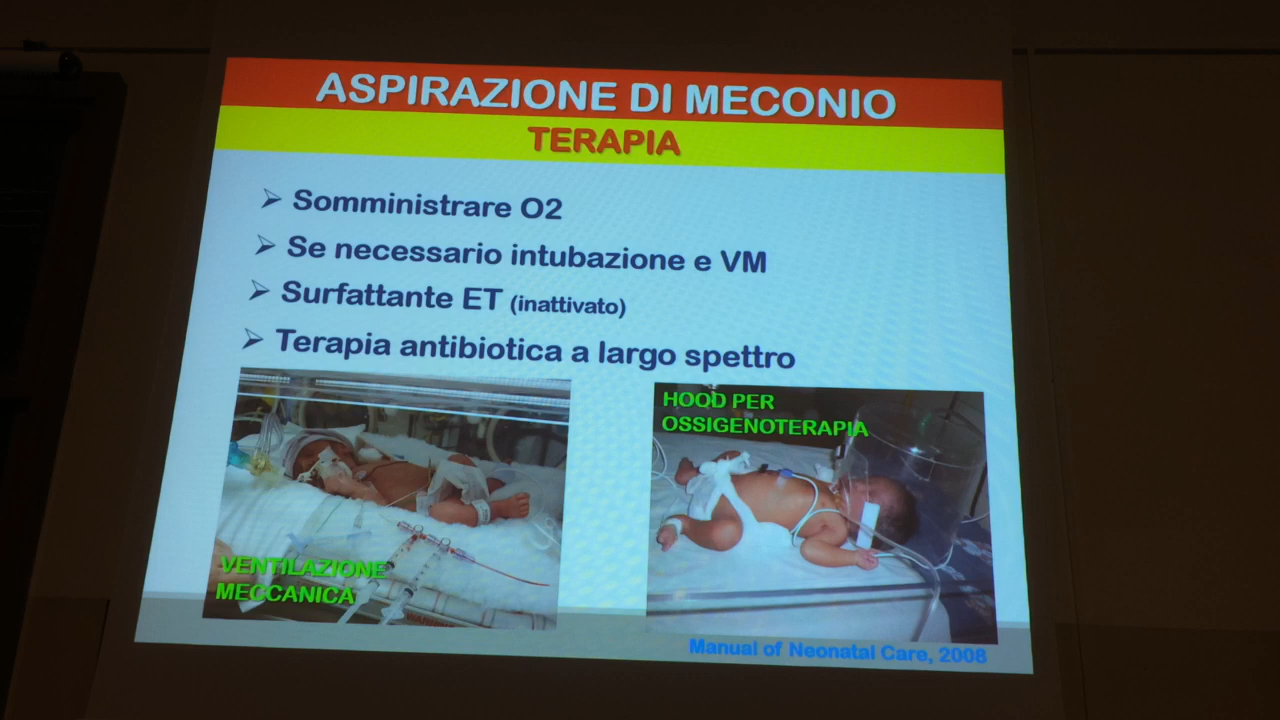 ASPIRAZIONE DI MECONIO
TERAPIA
Somministrare O2
Se necessario intubazione e VM
Surfattante ET (inattivato)
Terapia antibiotica a largo spettro
VENTILAZIONE
MECCANICA
HOOD PER
OSSIGENOTERAPIA
Manual of Neonatal Care, 2008